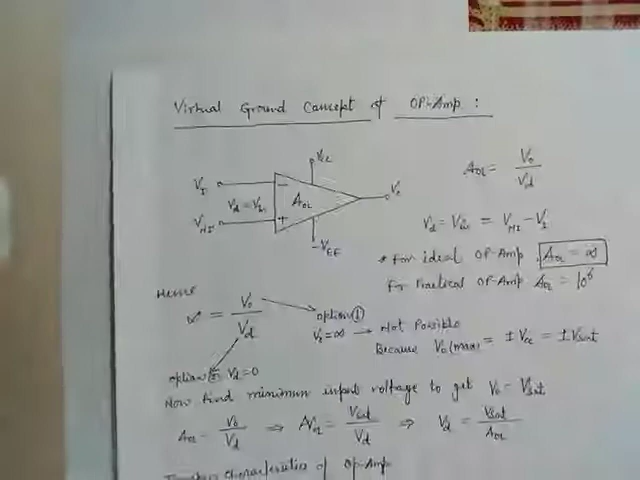 Virtual Ground Concept of OP-Amp :
VCC
AOL = Vo / Vd
VI
Vd = Vin
AOL
Vo
VNI
-VEE
Vd = Vin = VNI - VI
* For ideal OP-Amp, AOL = ∞
For Practical OP-Amp AOL = 10^6
Hence
∞ = Vo / Vd
option ①
Vo = ∞ → Not Possible
Because Vo(max) = ± Vcc = ± Vsat
option ② Vd = 0
Now find minimum input voltage to get Vo = Vsat
AOL = Vo / Vd ⇒ AOL = Vsat / Vd ⇒ Vd = Vsat / AOL
Transfer characteristics of Op-Amp